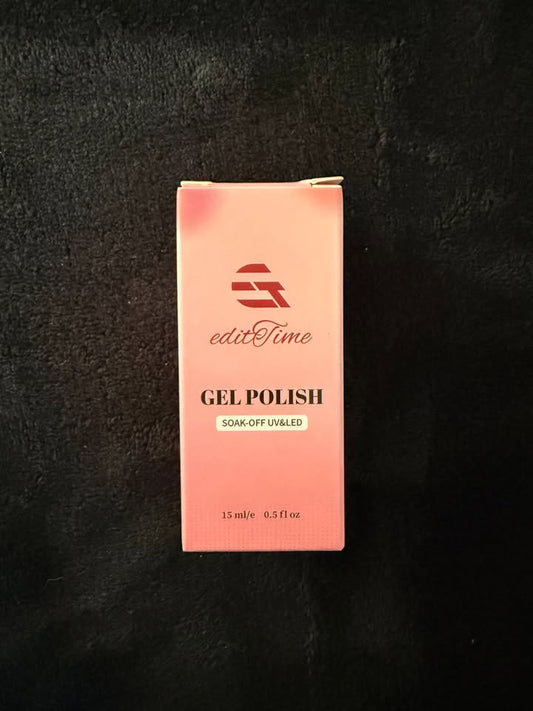 editTime
GEL POLISH
SOAK-OFF UV&LED
15 ml/e 0.5 fl oz